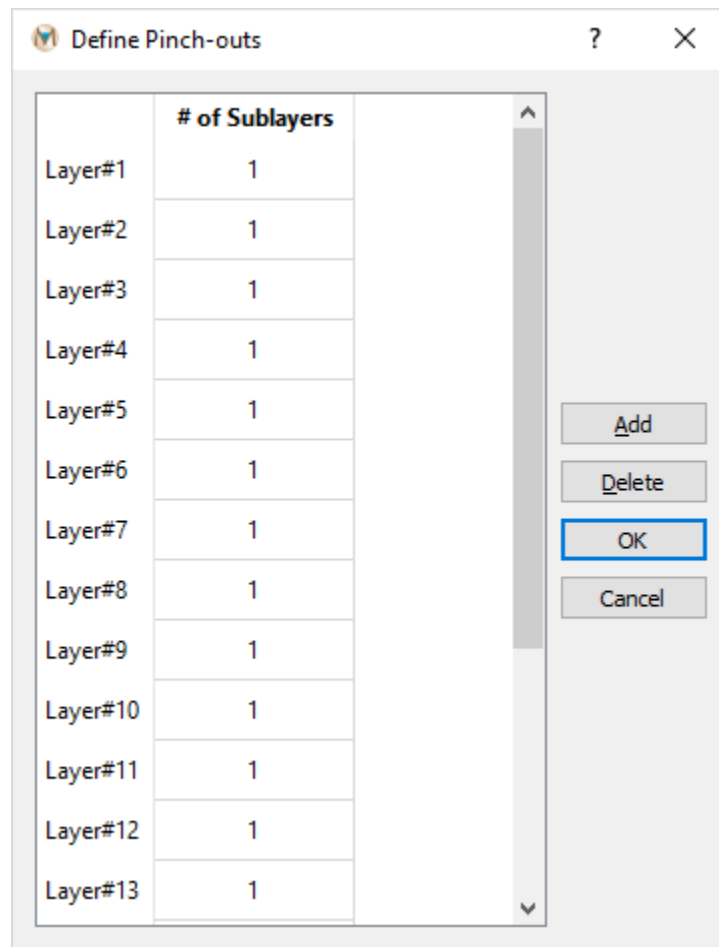 Define Pinch-outs ?
# of Sublayers
Layer#1 1
Layer#2 1
Layer#3 1
Layer#4 1
Layer#5 1
Layer#6 1
Layer#7 1
Layer#8 1
Layer#9 1
Layer#10 1
Layer#11 1
Layer#12 1
Layer#13 1
Add
Delete
OK
Cancel